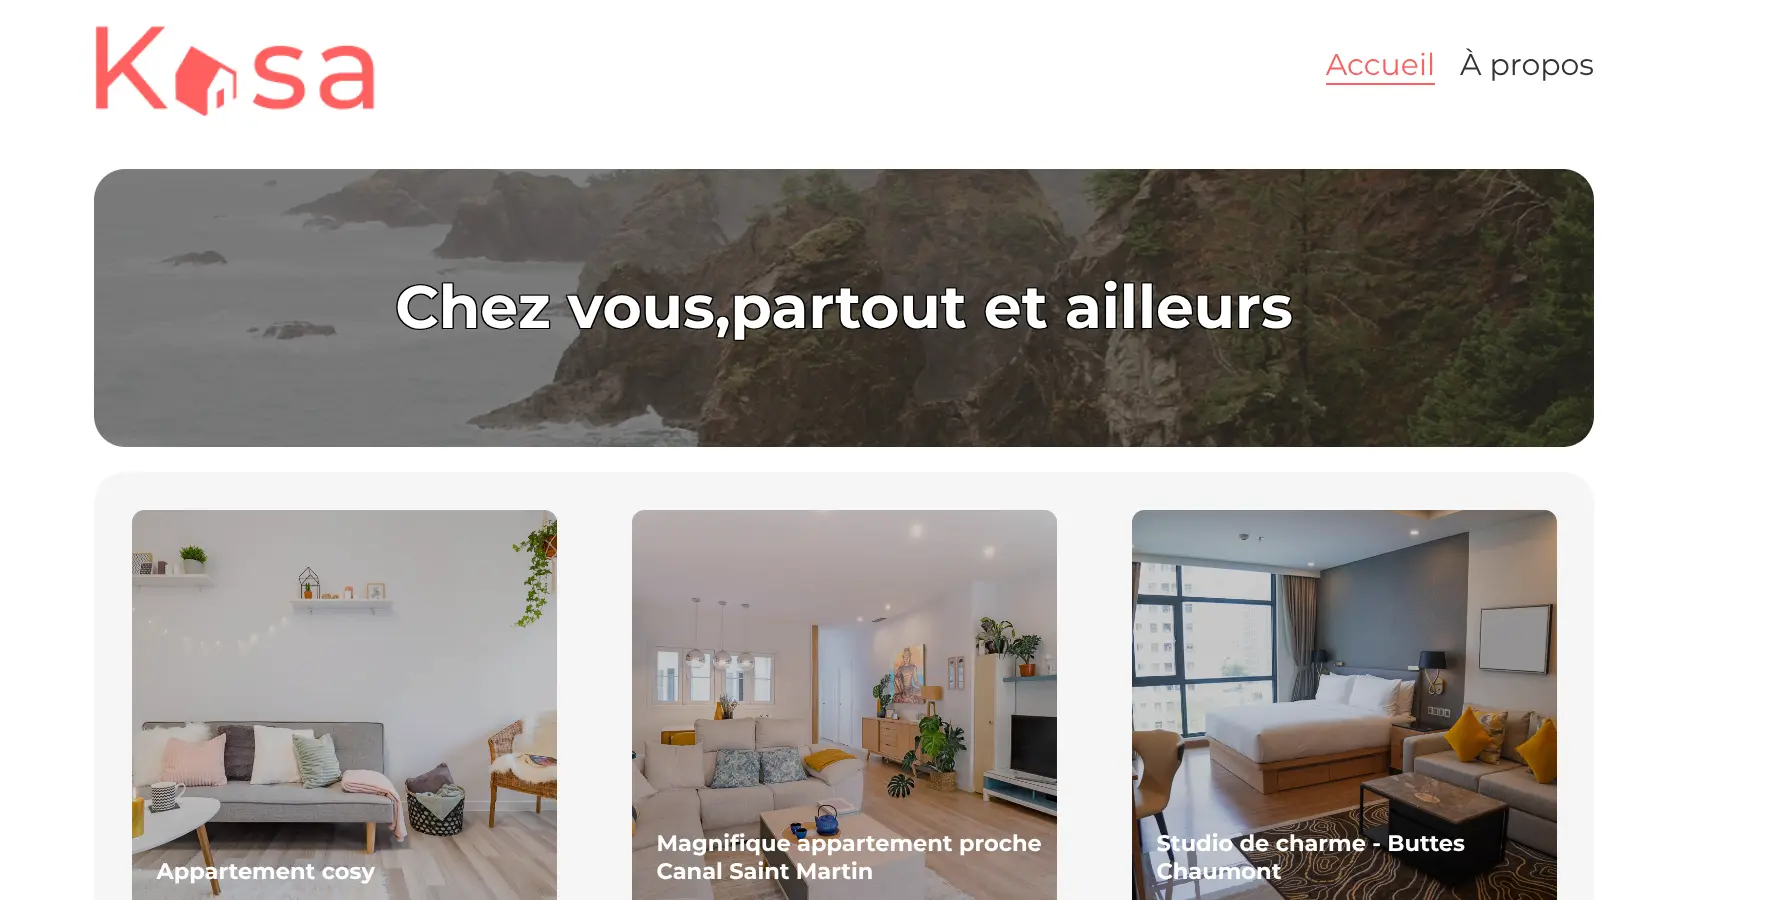 Kasa
Accueil À propos
Chez vous,partout et ailleurs
Appartement cosy
Magnifique appartement proche
Canal Saint Martin
Studio de charme - Buttes
Chaumont